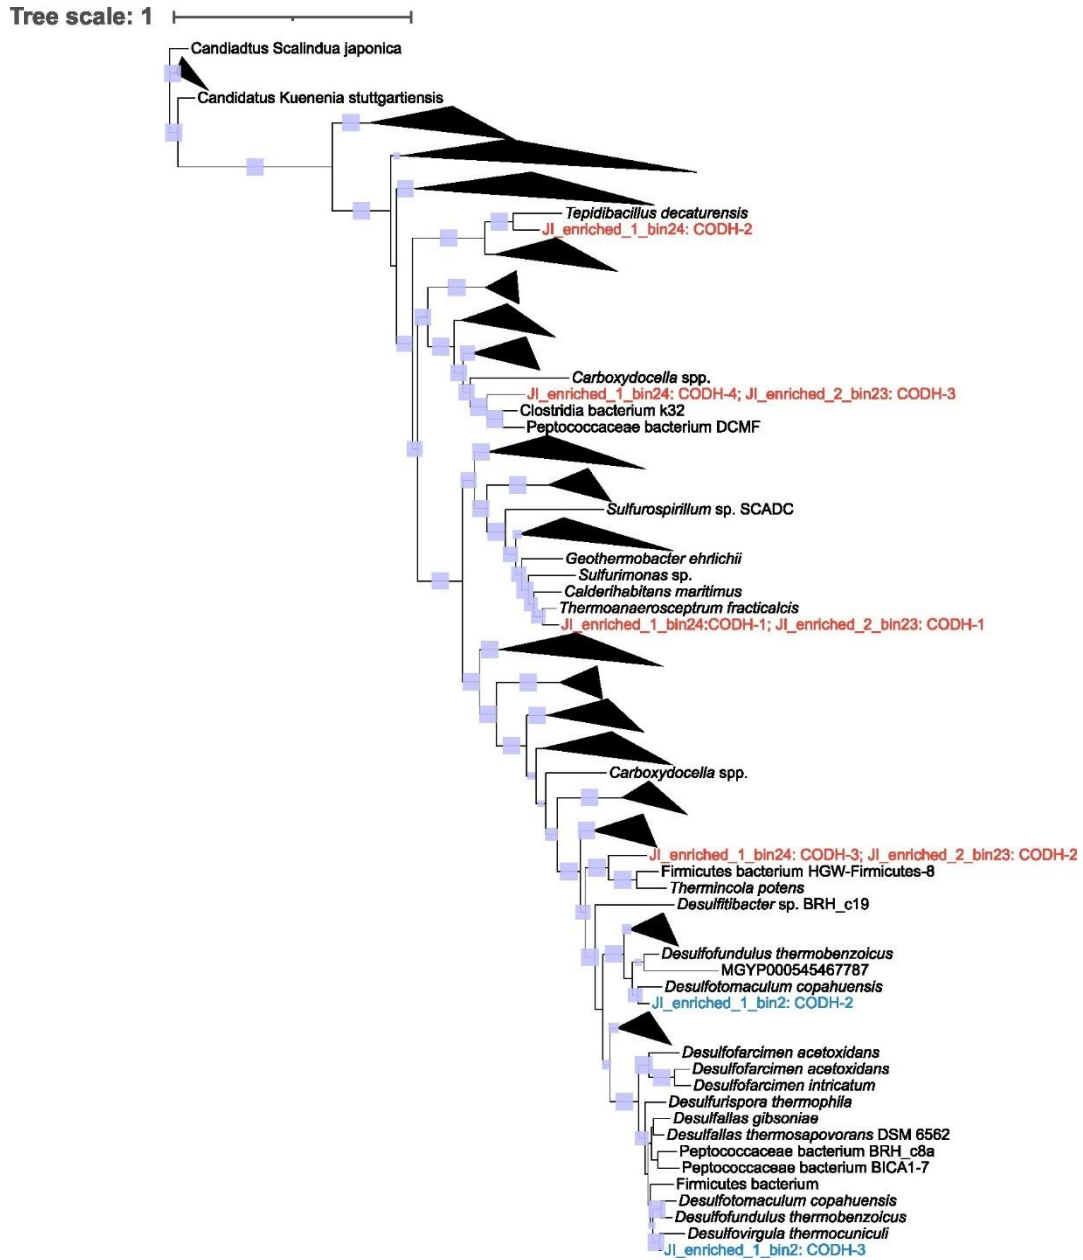 Tree scale: 1
Candiadtus Scalindua japonica
Candidatus Kuenenia stuttgartiensis
Tepidibacillus decaturensis
JI_enriched_1_bin24: CODH-2
Carboxydocella spp.
JI_enriched_1_bin24: CODH-4; JI_enriched_2_bin23: CODH-3
Clostridia bacterium k32
Peptococcaceae bacterium DCMF
Sulfurospirillum sp. SCADC
Geothermobacter ehrlichii
Sulfurimonas sp.
Calderihabitans maritimus
Thermoanaerosceptrum fracticalcis
JI_enriched_1_bin24:CODH-1; JI_enriched_2_bin23: CODH-1
Carboxydocella spp.
JI_enriched_1_bin24: CODH-3; JI_enriched_2_bin23: CODH-2
Firmicutes bacterium HGW-Firmicutes-8
Thermincola potens
Desulfitibacter sp. BRH_c19
Desulfofundulus thermobenzoicus
MGYP000545467787
Desulfotomaculum copahuensis
JI_enriched_1_bin2: CODH-2
Desulfofarcimen acetoxidans
Desulfofarcimen acetoxidans
Desulfofarcimen intricatum
Desulfurispora thermophila
Desulfallas gibsoniae
Desulfallas thermosapovorans DSM 6562
Peptococcaceae bacterium BRH_c8a
Peptococcaceae bacterium BICA1-7
Firmicutes bacterium
Desulfotomaculum copahuensis
Desulfofundulus thermobenzoicus
Desulfovirgula thermocuniculi
JI_enriched_1_bin2: CODH-3